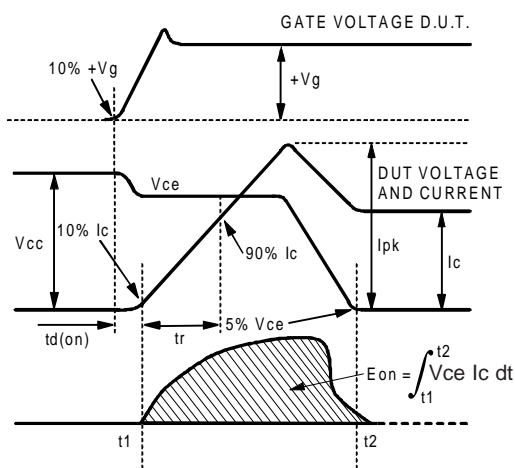 GATE VOLTAGE D.U.T.
10% +Vg
+Vg
Vce
DUT VOLTAGE
AND CURRENT
Vcc
10% Ic
90% Ic
Ipk
Ic
td(on)
tr
5% Vce
Eon = ∫ Vce Ic dt
t2
t1
t1
t2